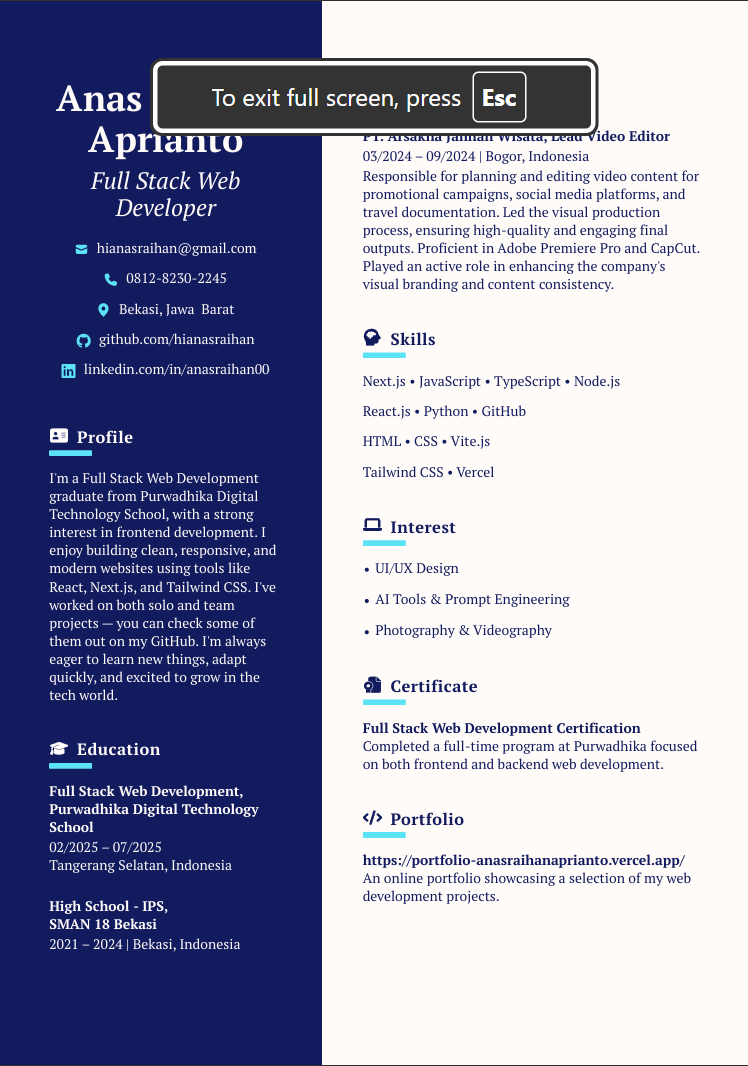 To exit full screen, press Esc
Anas
Aprianto
Full Stack Web
Developer
hianasraihan@gmail.com
0812-8230-2245
Bekasi, Jawa Barat
github.com/hianasraihan
linkedin.com/in/anasraihan00
Profile
I'm a Full Stack Web Development
graduate from Purwadhika Digital
Technology School, with a strong
interest in frontend development. I
enjoy building clean, responsive, and
modern websites using tools like
React, Next.js, and Tailwind CSS. I've
worked on both solo and team
projects — you can check some of
them out on my GitHub. I'm always
eager to learn new things, adapt
quickly, and excited to grow in the
tech world.
Education
Full Stack Web Development,
Purwadhika Digital Technology
School
02/2025 – 07/2025
Tangerang Selatan, Indonesia
High School - IPS,
SMAN 18 Bekasi
2021 – 2024 | Bekasi, Indonesia
PT. Arsakha Jannah Wisata, Lead Video Editor
03/2024 – 09/2024 | Bogor, Indonesia
Responsible for planning and editing video content for
promotional campaigns, social media platforms, and
travel documentation. Led the visual production
process, ensuring high-quality and engaging final
outputs. Proficient in Adobe Premiere Pro and CapCut.
Played an active role in enhancing the company's
visual branding and content consistency.
Skills
Next.js • JavaScript • TypeScript • Node.js
React.js • Python • GitHub
HTML • CSS • Vite.js
Tailwind CSS • Vercel
Interest
• UI/UX Design
• AI Tools & Prompt Engineering
• Photography & Videography
Certificate
Full Stack Web Development Certification
Completed a full-time program at Purwadhika focused
on both frontend and backend web development.
Portfolio
https://portfolio-anasraihanaprianto.vercel.app/
An online portfolio showcasing a selection of my web
development projects.